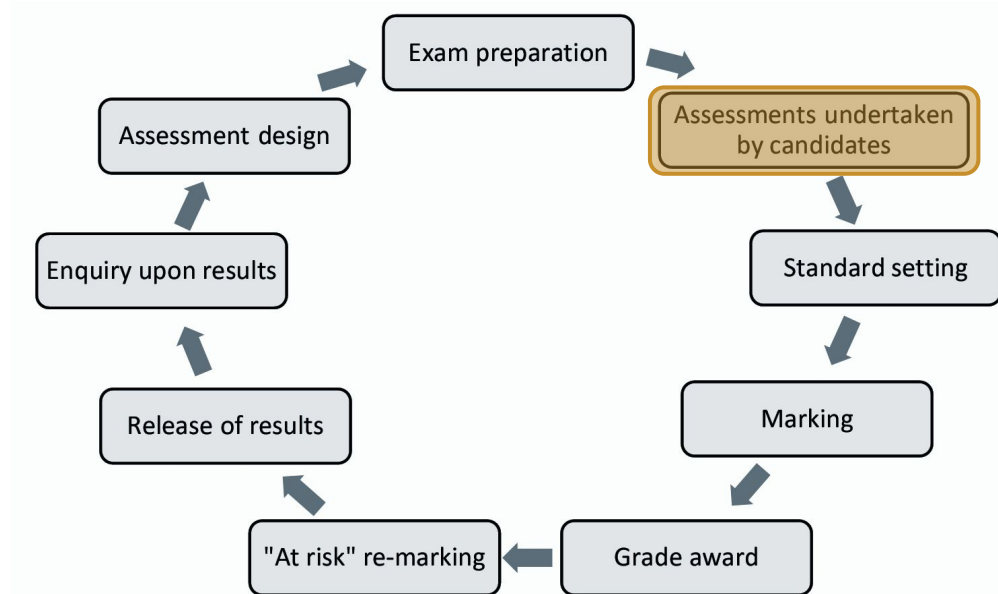 Exam preparation
Assessments undertaken
by candidates
Standard setting
Marking
Grade award
"At risk" re-marking
Release of results
Enquiry upon results
Assessment design